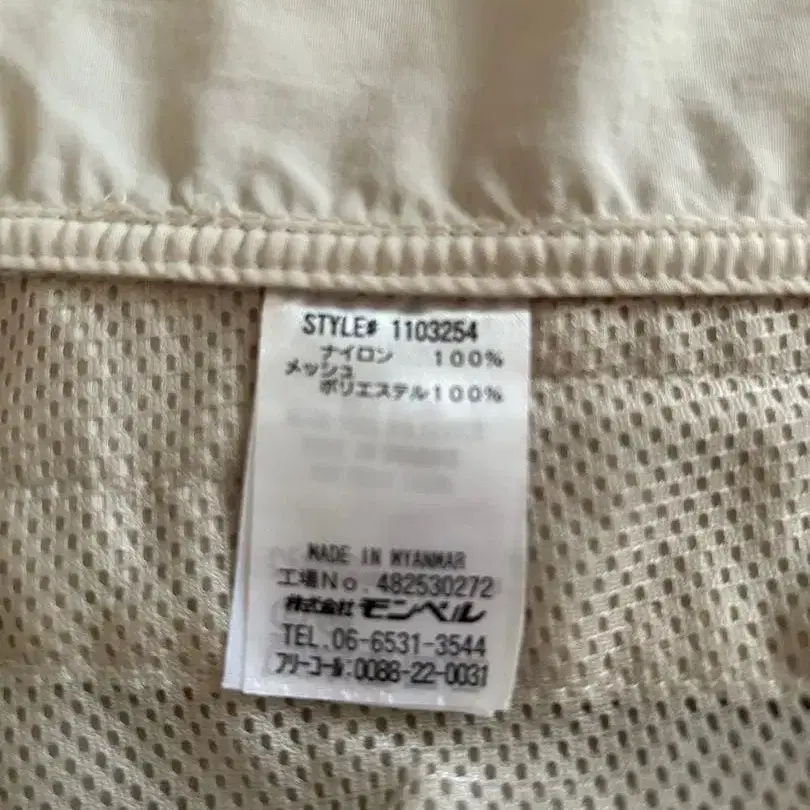 STYLE# 1103254
ナイロン 100%
メッシュ
ポリエステル100%
MADE IN MYANMAR
工場No. 482530272
株式会社 モンベル
TEL.06-6531-3544
フリーコール:0088-22-0031